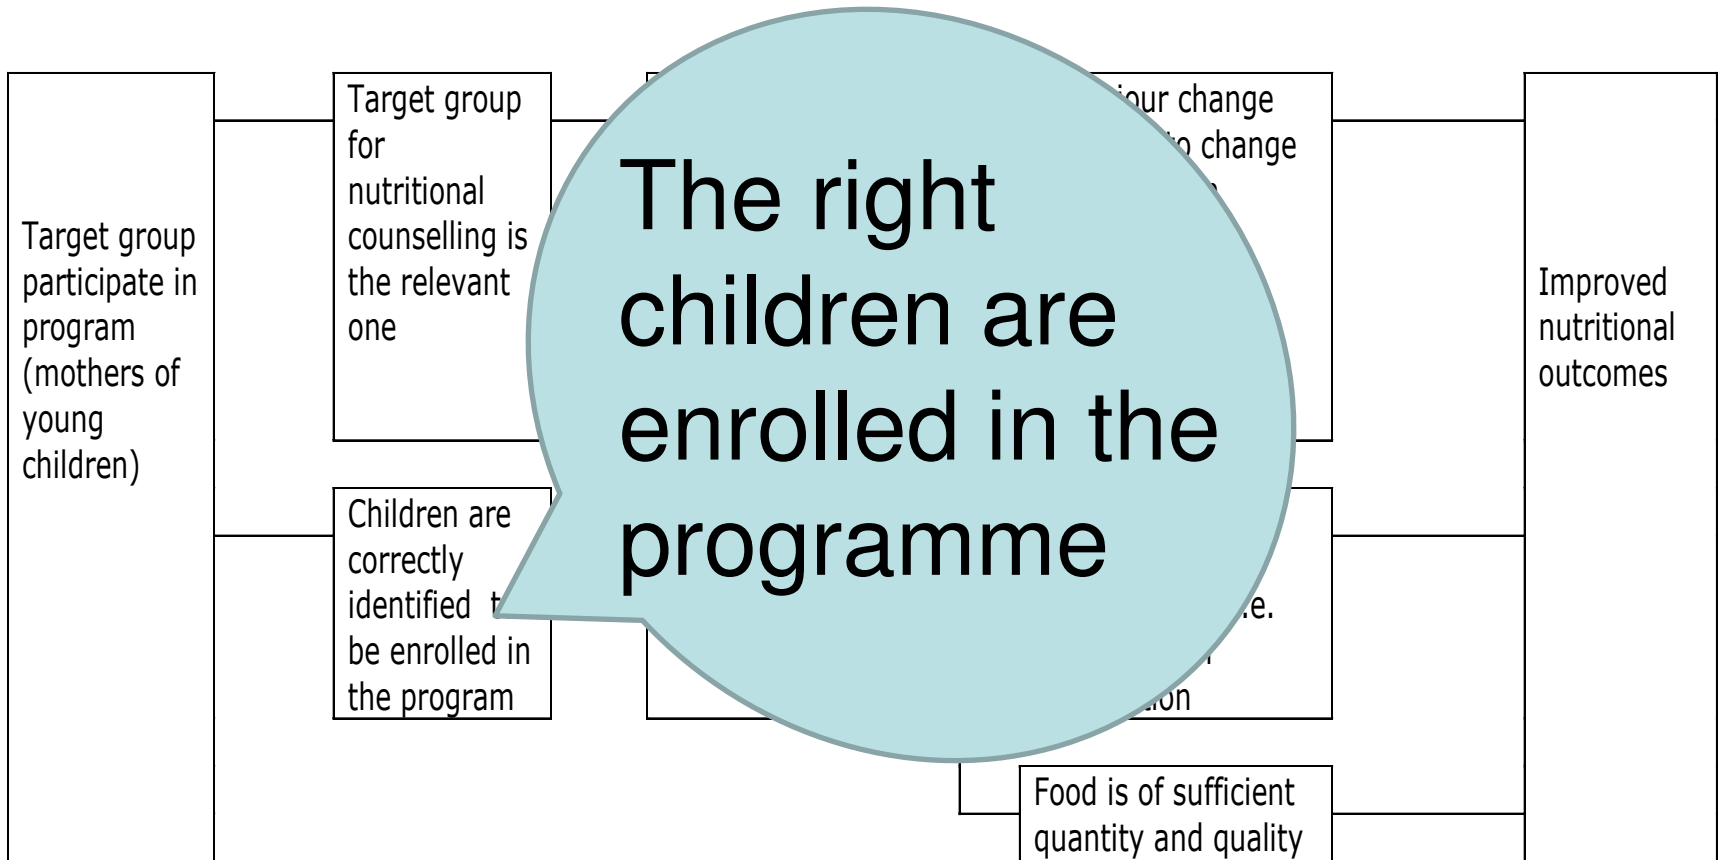 Target group
participate in
program
(mothers of
young
children)
Target group
for
nutritional
counselling is
the relevant
one
Children are
correctly
identified
be enrolled in
the program
The right
children are
enrolled in the
programme
change
change
Food is of sufficient
quantity and quality
Improved
nutritional
outcomes